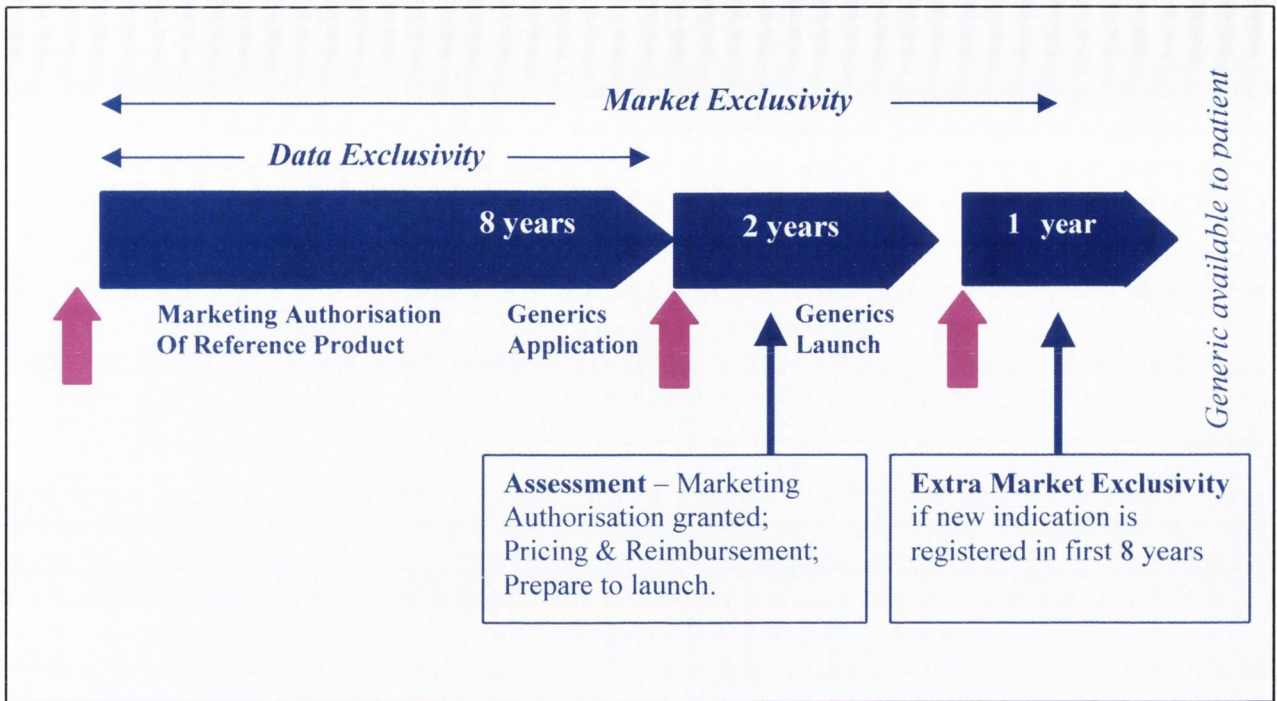 Market Exclusivity
Data Exclusivity
8 years
2 years
1 year
Marketing Authorisation
Of Reference Product
Generics
Application
Generics
Launch
Generic available to patient
Assessment – Marketing
Authorisation granted;
Pricing & Reimbursement;
Prepare to launch.
Extra Market Exclusivity
if new indication is
registered in first 8 years